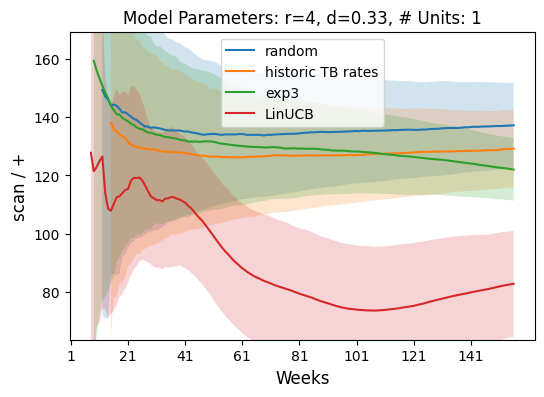 Model Parameters: r=4, d=0.33, # Units: 1
random
historic TB rates
exp3
LinUCB
scan / +
160
140
120
100
80
1 21 41 61 81 101 121 141
Weeks